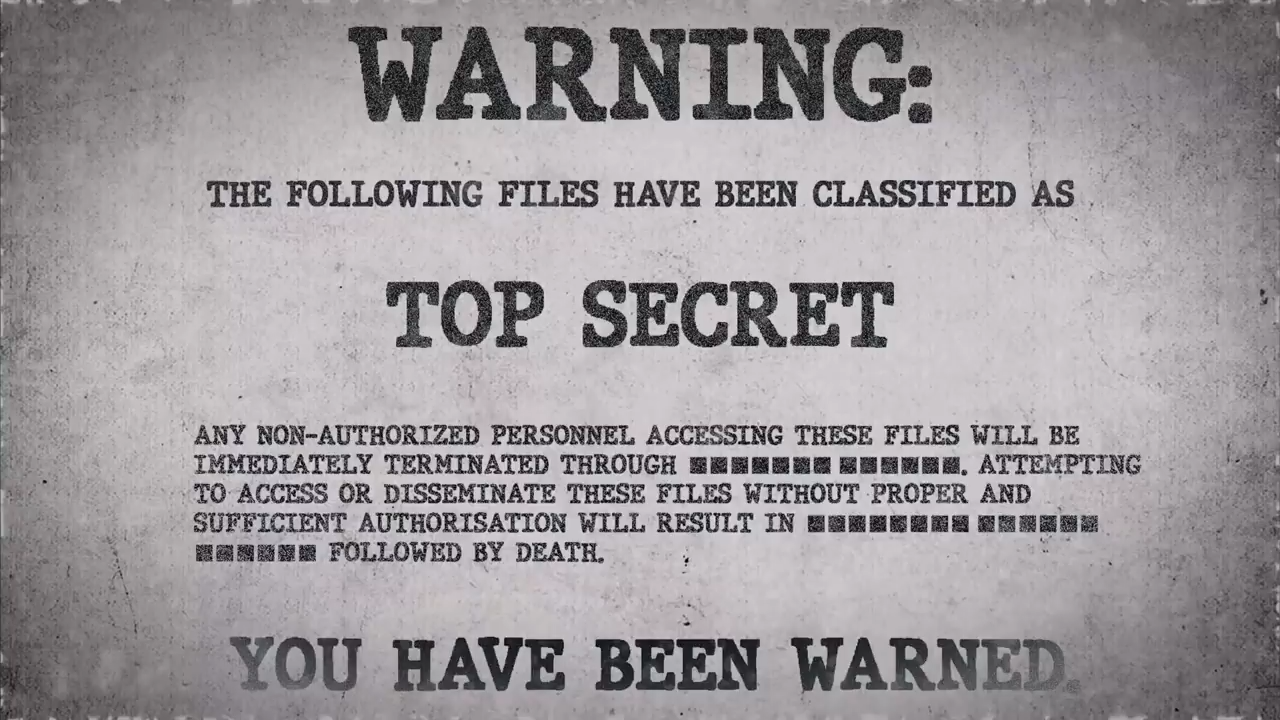 WARNING:
THE FOLLOWING FILES HAVE BEEN CLASSIFIED AS
TOP SECRET
ANY NON-AUTHORIZED PERSONNEL ACCESSING THESE FILES WILL BE
IMMEDIATELY TERMINATED THROUGH ■■■■■■■ ■■■■■■. ATTEMPTING
TO ACCESS OR DISSEMINATE THESE FILES WITHOUT PROPER AND
SUFFICIENT AUTHORISATION WILL RESULT IN ■■■■■■■■ ■■■■■■
■■■■■■ FOLLOWED BY DEATH.
YOU HAVE BEEN WARNED.